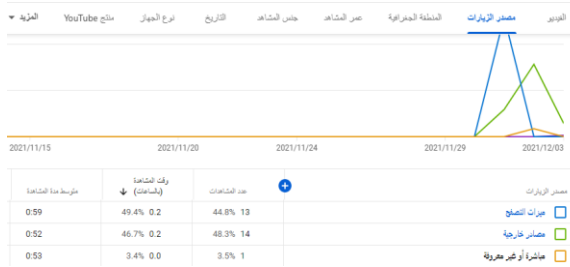 الفيديو مصدر الزيارات المنطقة الجغرافية عمر المشاهد جنس المشاهد التاريخ نوع الجهاز منتج YouTube المزيد
2021/11/15 2021/11/20 2021/11/24 2021/11/29 2021/12/03
مصدر الزيارات عدد المشاهدات وقت المشاهدة (بالساعات) متوسط مدة المشاهدة
ميزات التصفح 13 44.8% 0.2 49.4% 0:59
مصادر خارجية 14 48.3% 0.2 46.7% 0:52
مباشرة أو غير معروفة 1 3.5% 0.0 3.4% 0:53